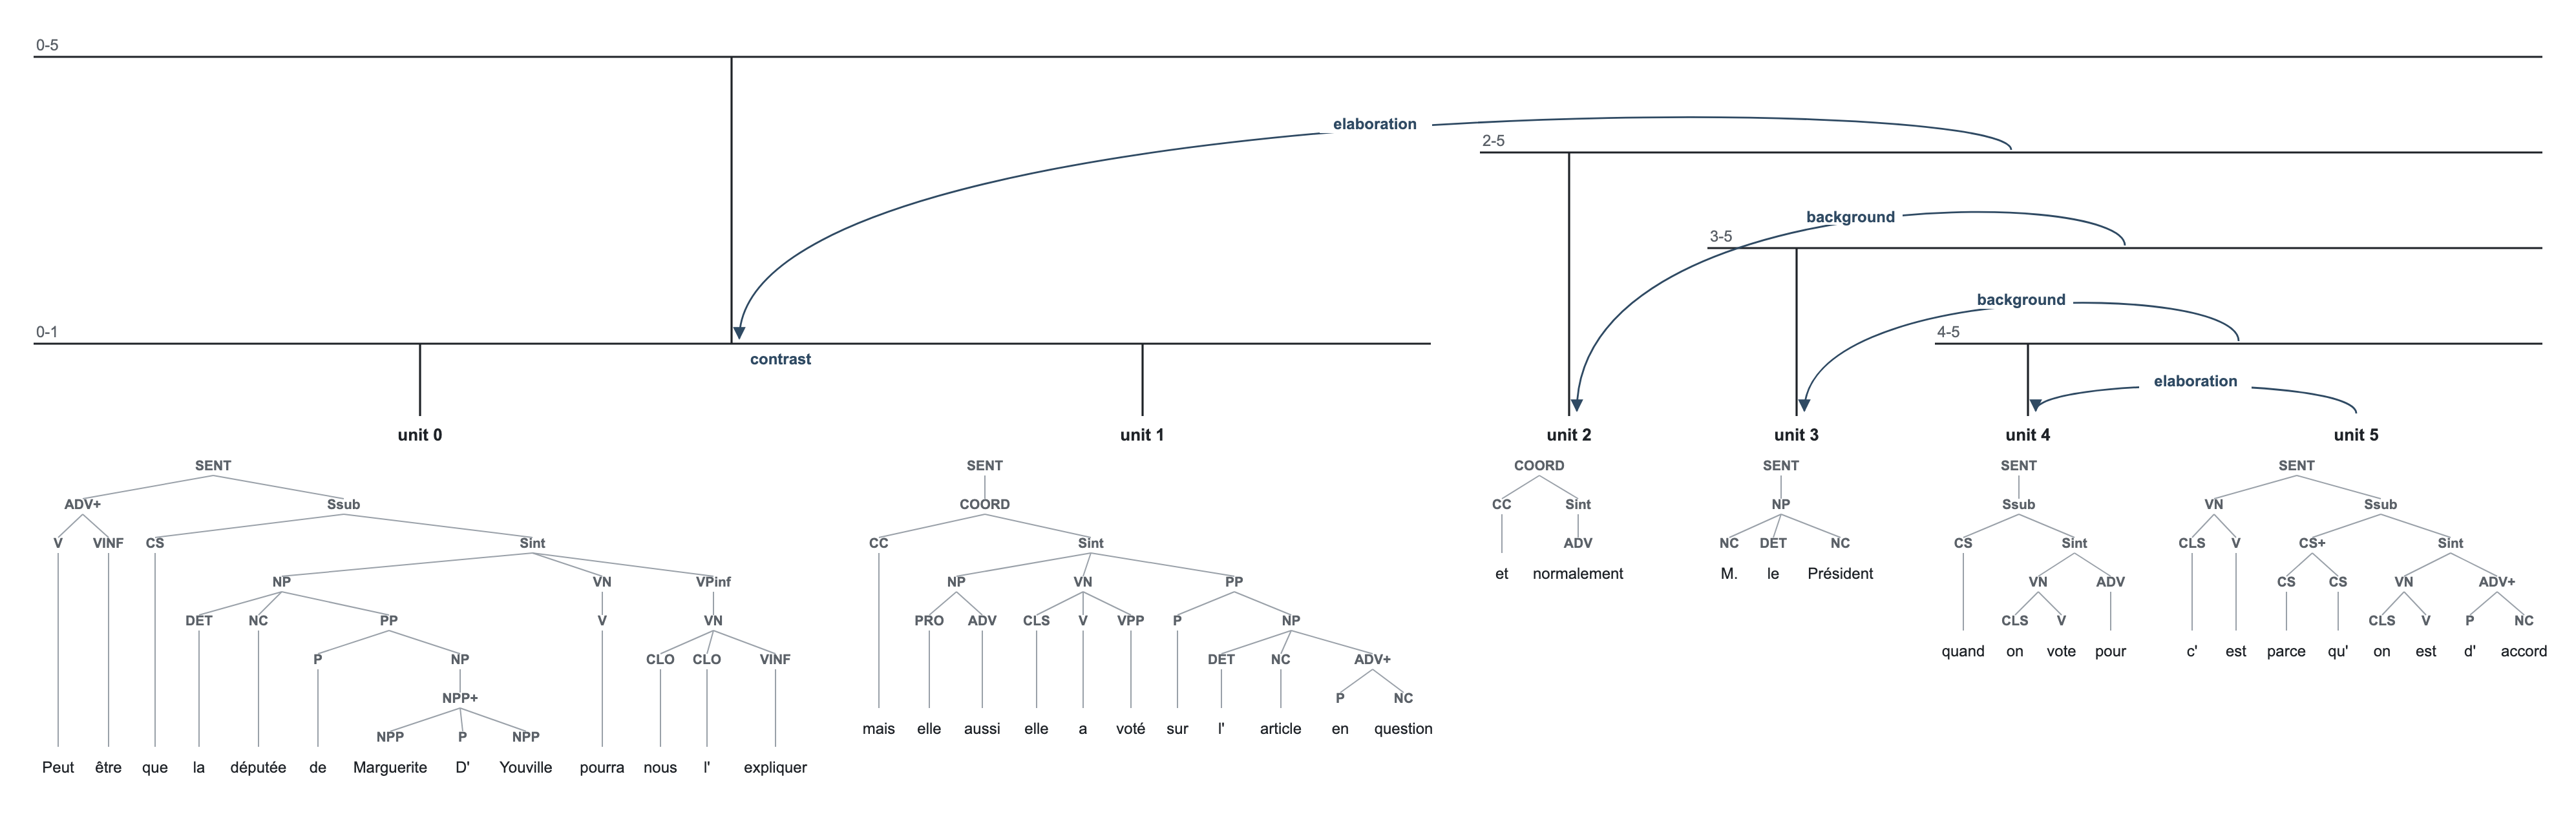 0-5
elaboration
2-5
background
3-5
background
0-1
4-5
contrast
elaboration
unit 0 unit 1 unit 2 unit 3 unit 4 unit 5
SENT SENT COORD SENT SENT SENT
ADV+ Ssub COORD CC Sint NP Ssub VN Ssub
V VINF CS Sint CC Sint ADV NC DET NC CS Sint CLS V CS+ Sint
et normalement M. le Président
NP VN VPinf NP VN PP VN ADV CS CS VN ADV+
DET NC PP V VN PRO ADV CLS V VPP P NP CLS V CLS V P NC
quand on vote pour c' est parce qu' on est d' accord
P NP CLO CLO VINF DET NC ADV+
NPP+ P NC
mais elle aussi elle a voté sur l' article en question
NPP P NPP
Peut être que la députée de Marguerite D' Youville pourra nous l' expliquer